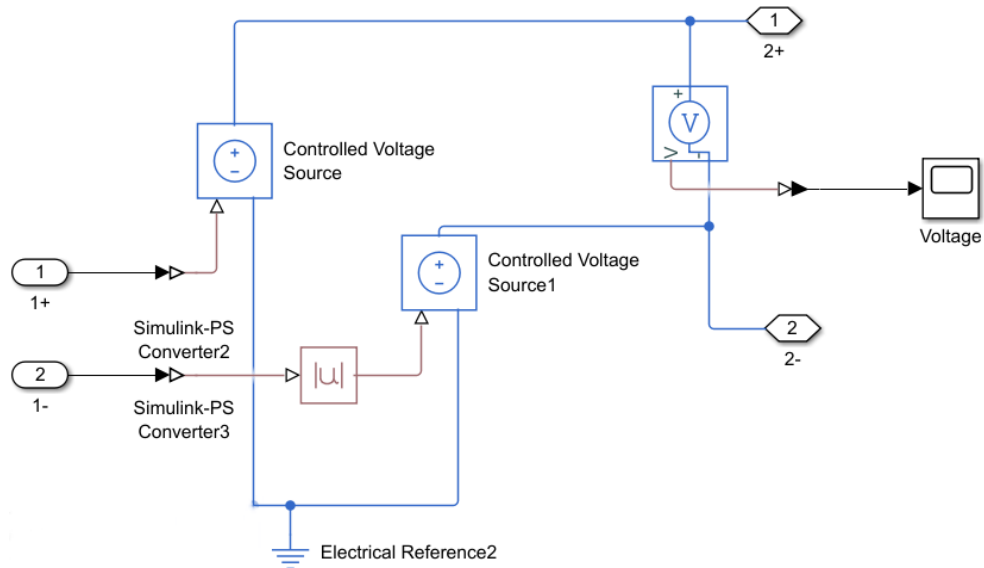 1
2+
+
V
V
-
Controlled Voltage
Source
+
-
Voltage
1
1+
Controlled Voltage
Source1
+
-
2
2-
Simulink-PS
Converter2
|u|
2
1-
Simulink-PS
Converter3
Electrical Reference2